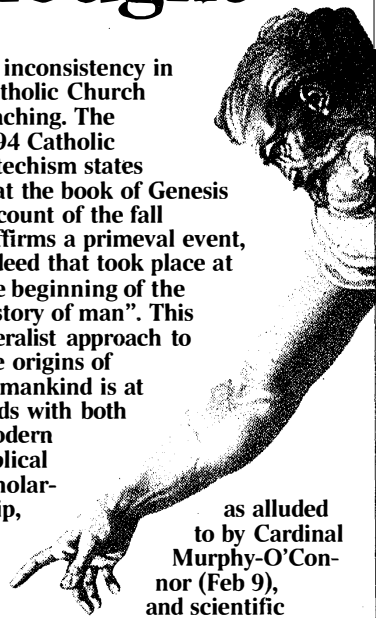 inconsistency in
tholic Church
aching. The
94 Catholic
techism states
at the book of Genesis
count of the fall
ffirms a primeval event,
deed that took place at
e beginning of the
story of man”. This
eralist approach to
e origins of
mankind is at
ds with both
odern
blical
holar-
ip,
as alluded
to by Cardinal
Murphy-O'Con-
nor (Feb 9),
and scientific